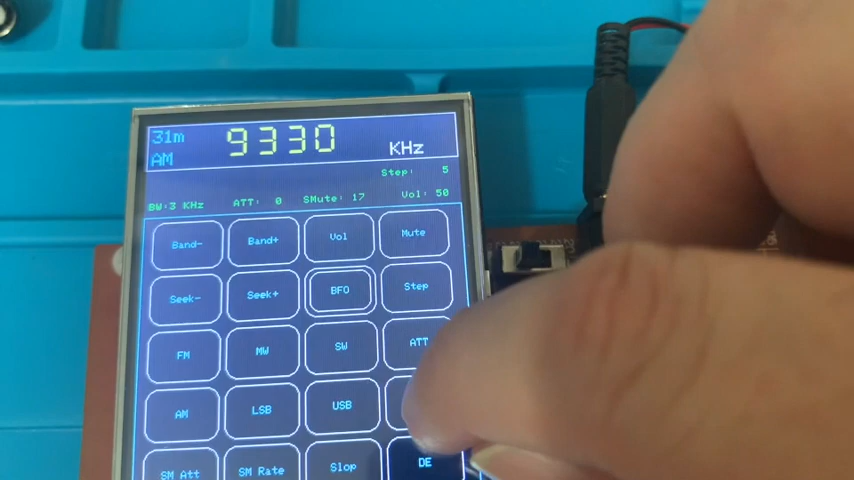 31m 9330 KHz
AM
Step: 5
BW:3 KHz ATT: 0 SMute: 17 Vol: 50
Band- Band+ Vol Mute
Seek- Seek+ BFO Step
FM MW SW ATT
AM LSB USB
SM Att SM Rate Slop DE